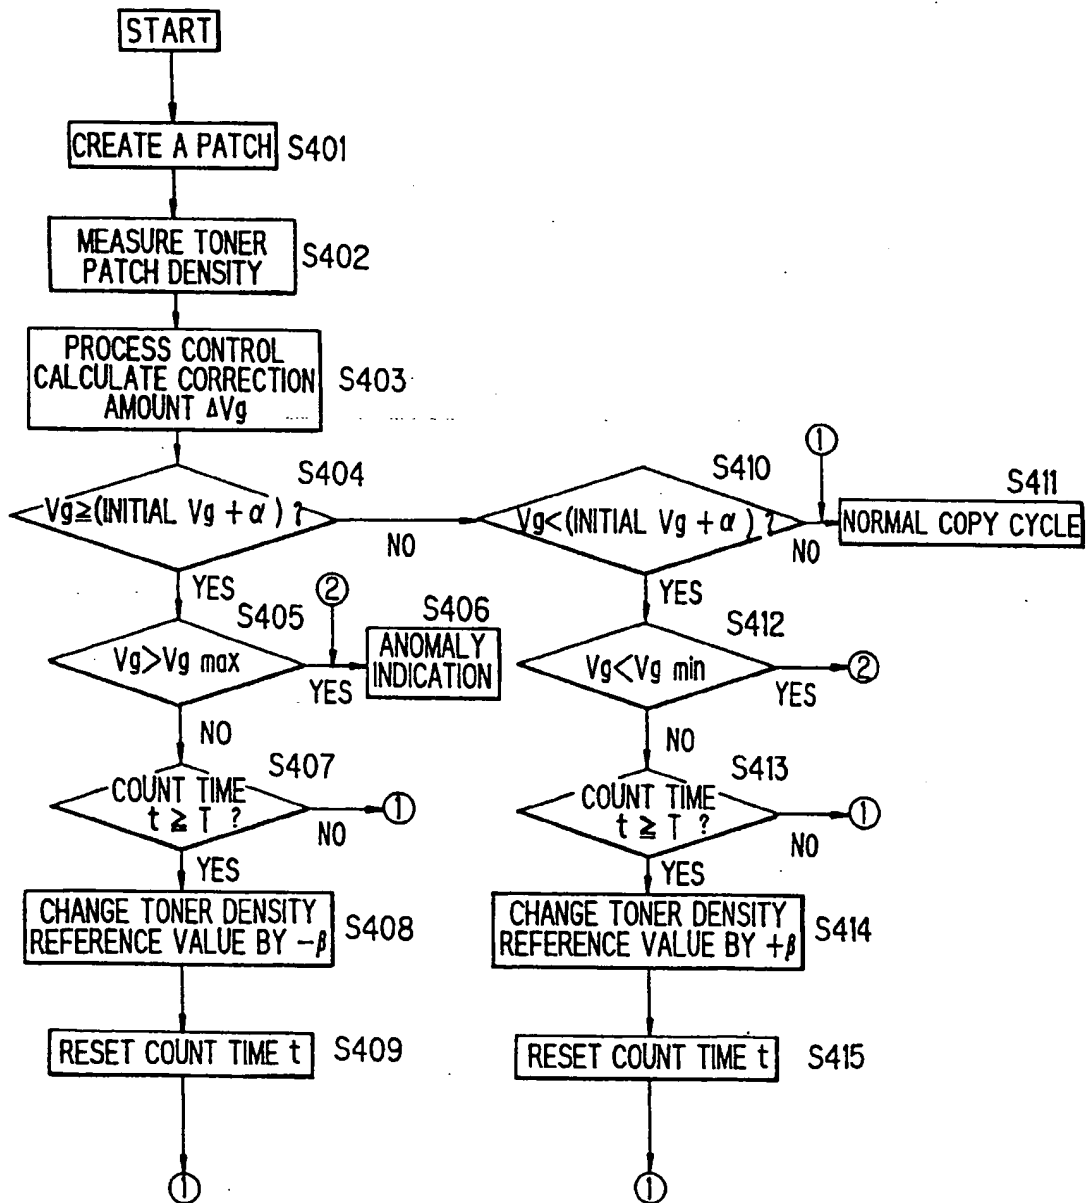 START
CREATE A PATCH
S401
MEASURE TONER
PATCH DENSITY
S402
PROCESS CONTROL
CALCULATE CORRECTION
AMOUNT ΔVg
S403
S404
Vg≧(INITIAL Vg + α) ?
NO
YES
S405
Vg>Vg max
YES
②
S406
ANOMALY
INDICATION
NO
S407
COUNT TIME
t ≧ T ?
NO
①
YES
CHANGE TONER DENSITY
REFERENCE VALUE BY −β
S408
RESET COUNT TIME t
S409
①
S410
Vg<(INITIAL Vg + α) ?
NO
①
S411
NORMAL COPY CYCLE
YES
S412
Vg<Vg min
YES
②
NO
S413
COUNT TIME
t ≧ T ?
NO
①
YES
CHANGE TONER DENSITY
REFERENCE VALUE BY +β
S414
RESET COUNT TIME t
S415
①